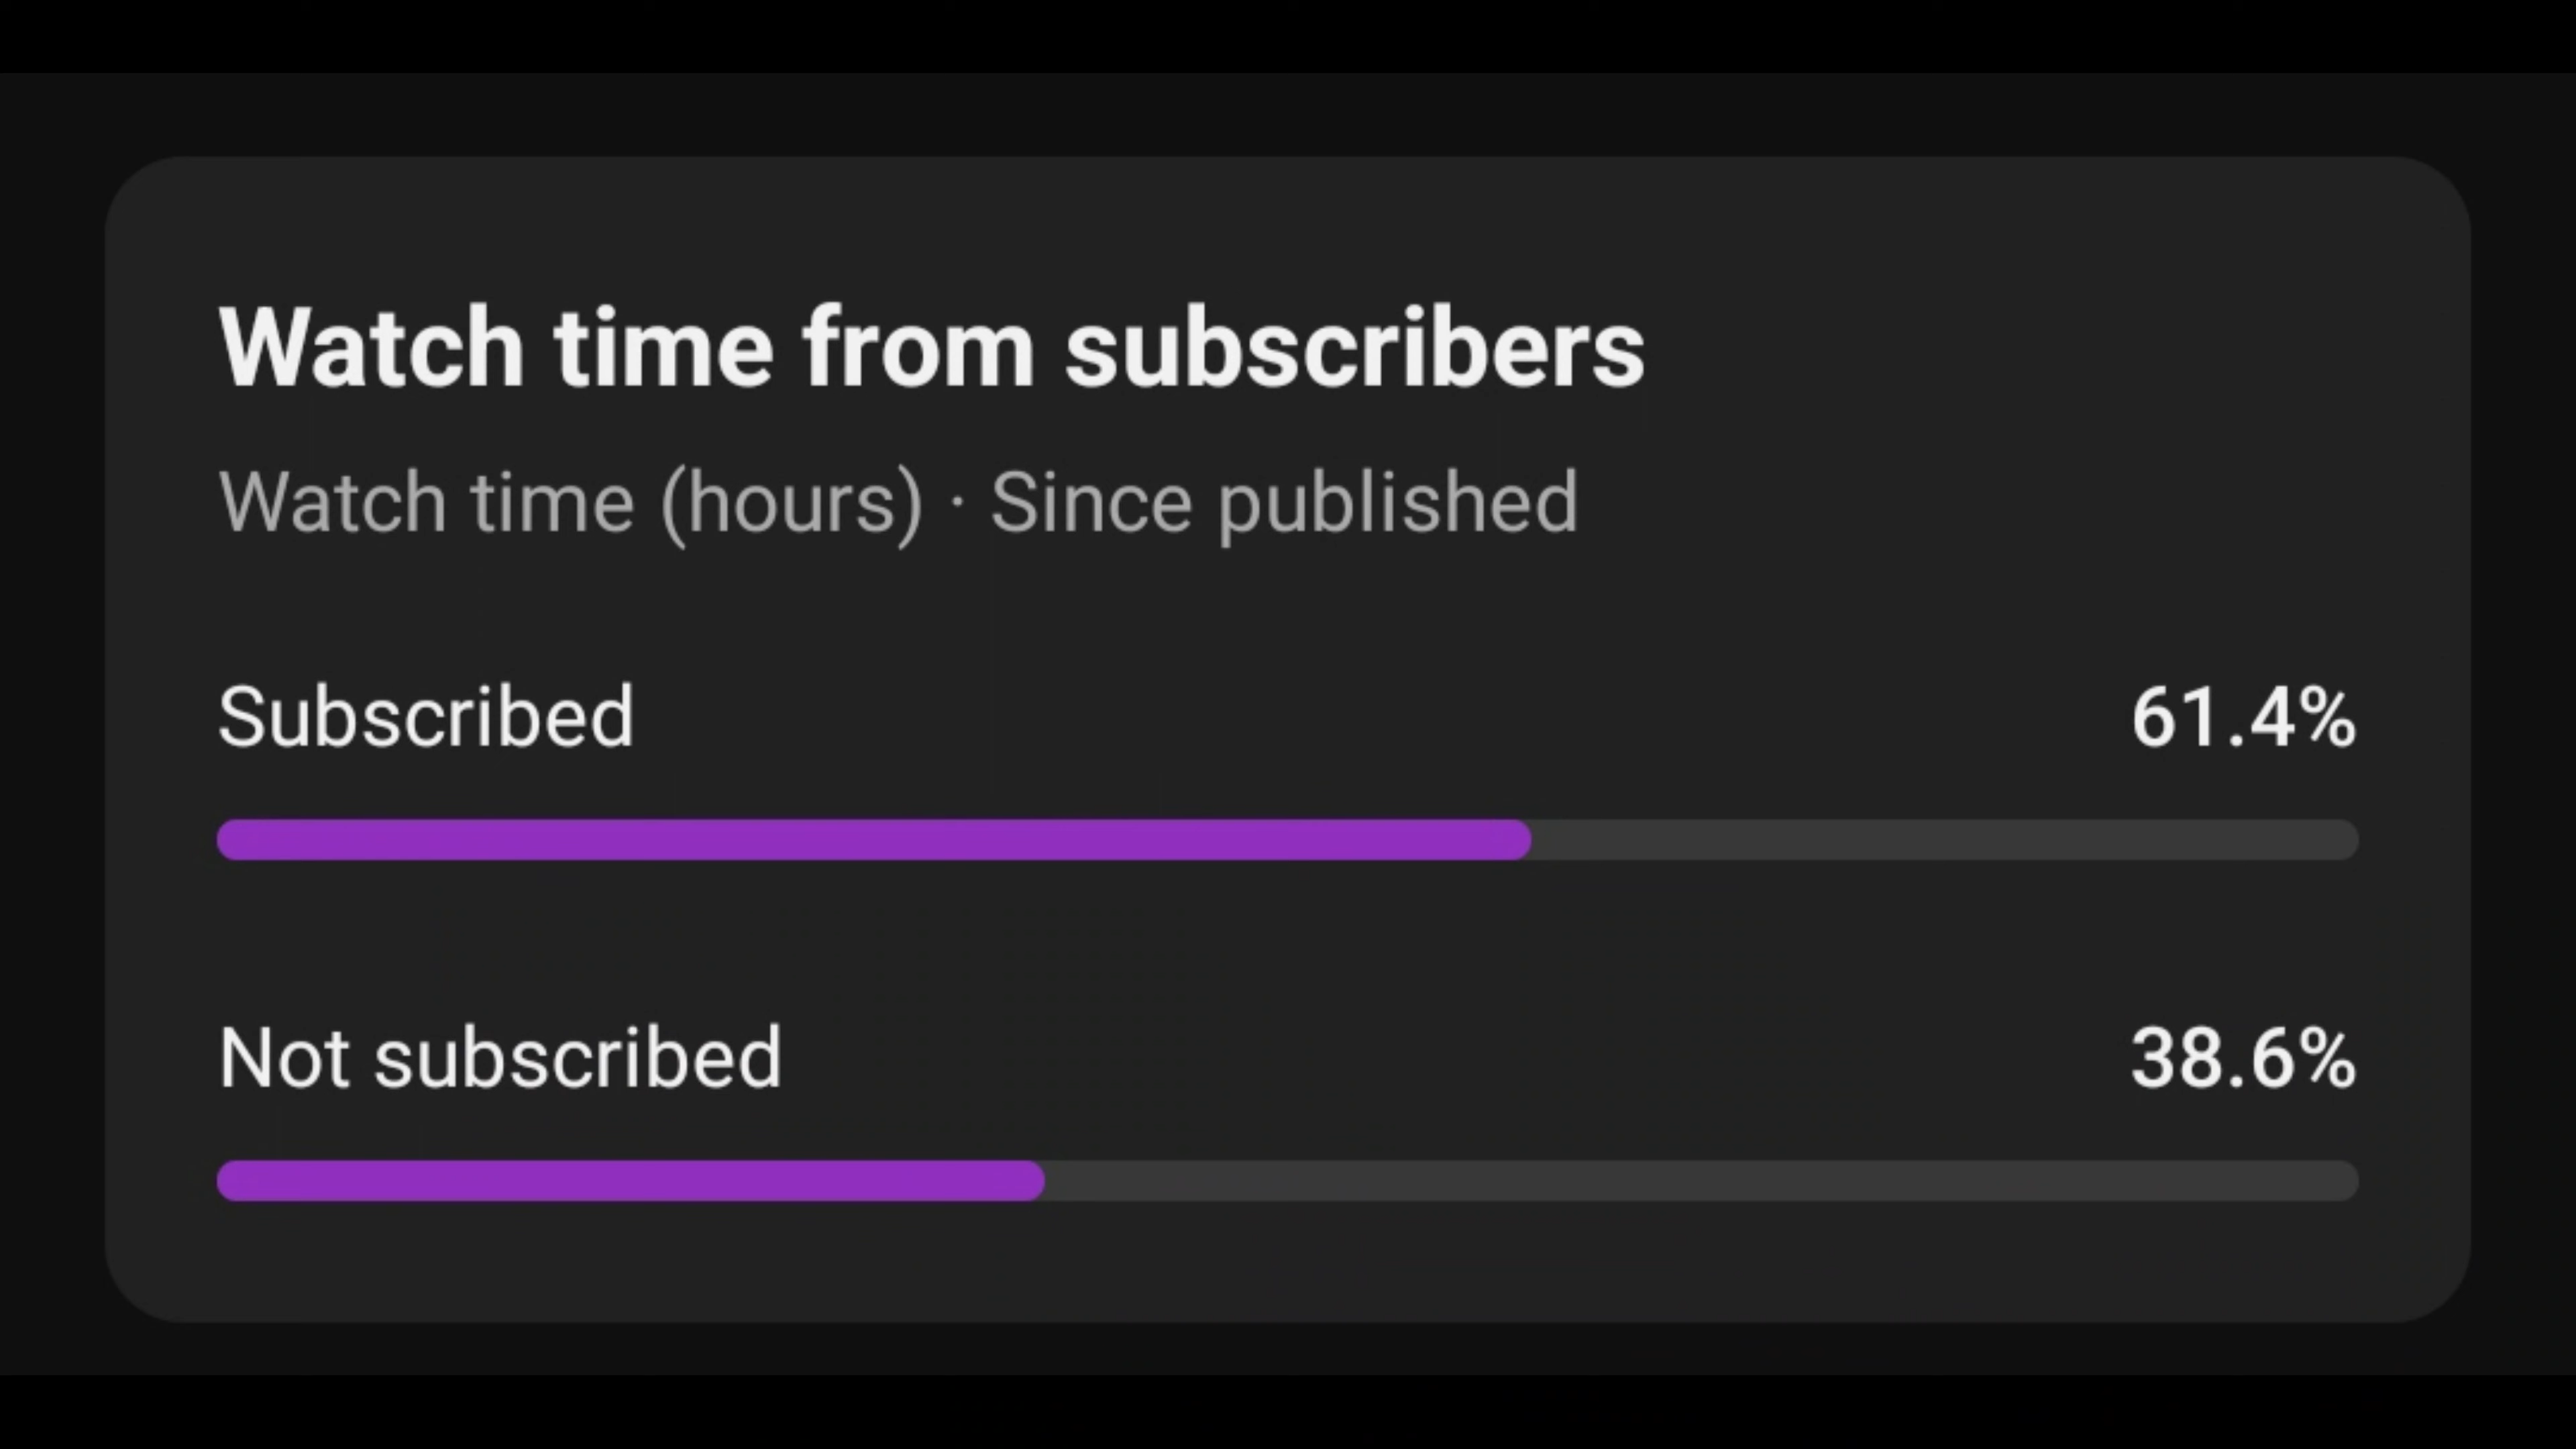 Watch time from subscribers
Watch time (hours) · Since published
Subscribed 61.4%
Not subscribed 38.6%